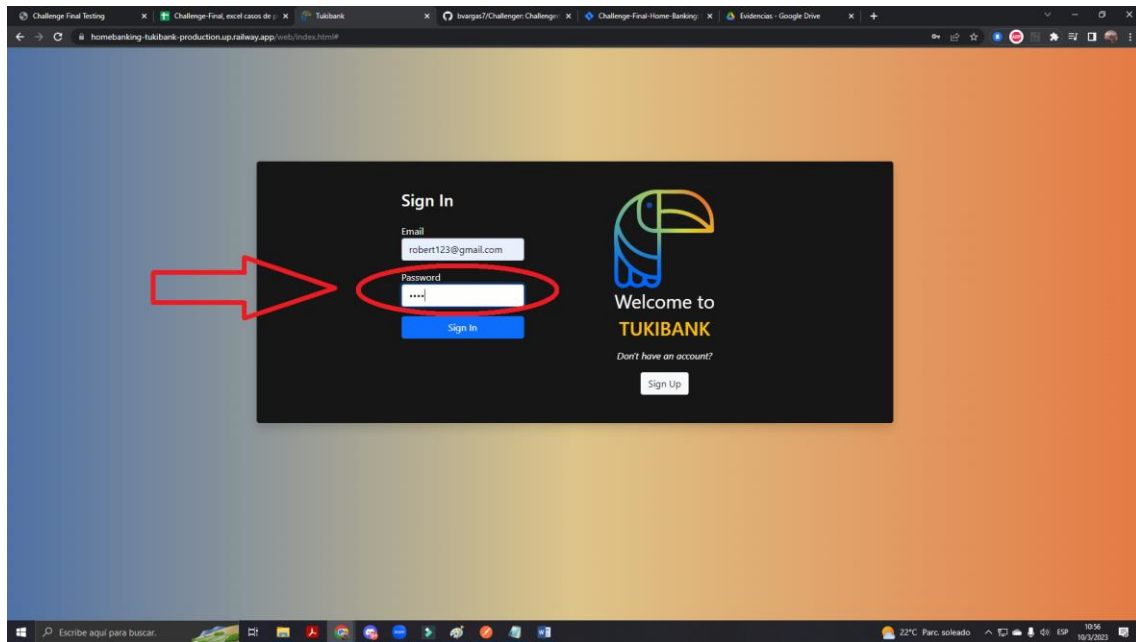 Challenge Final Testing
Challenge-Final, excel casos de p
Tukibank
bvargas7/Challenger: Challenger
Challenge-Final-Home-Banking:
Evidencias - Google Drive
homebanking-tukibank-production.up.railway.app/web/index.html#
Sign In
Email
robert123@gmail.com
Password
••••
Sign In
Welcome to
TUKIBANK
Don't have an account?
Sign Up
Escribe aquí para buscar.
22°C Parc. soleado
ESP
10:56
10/3/2023